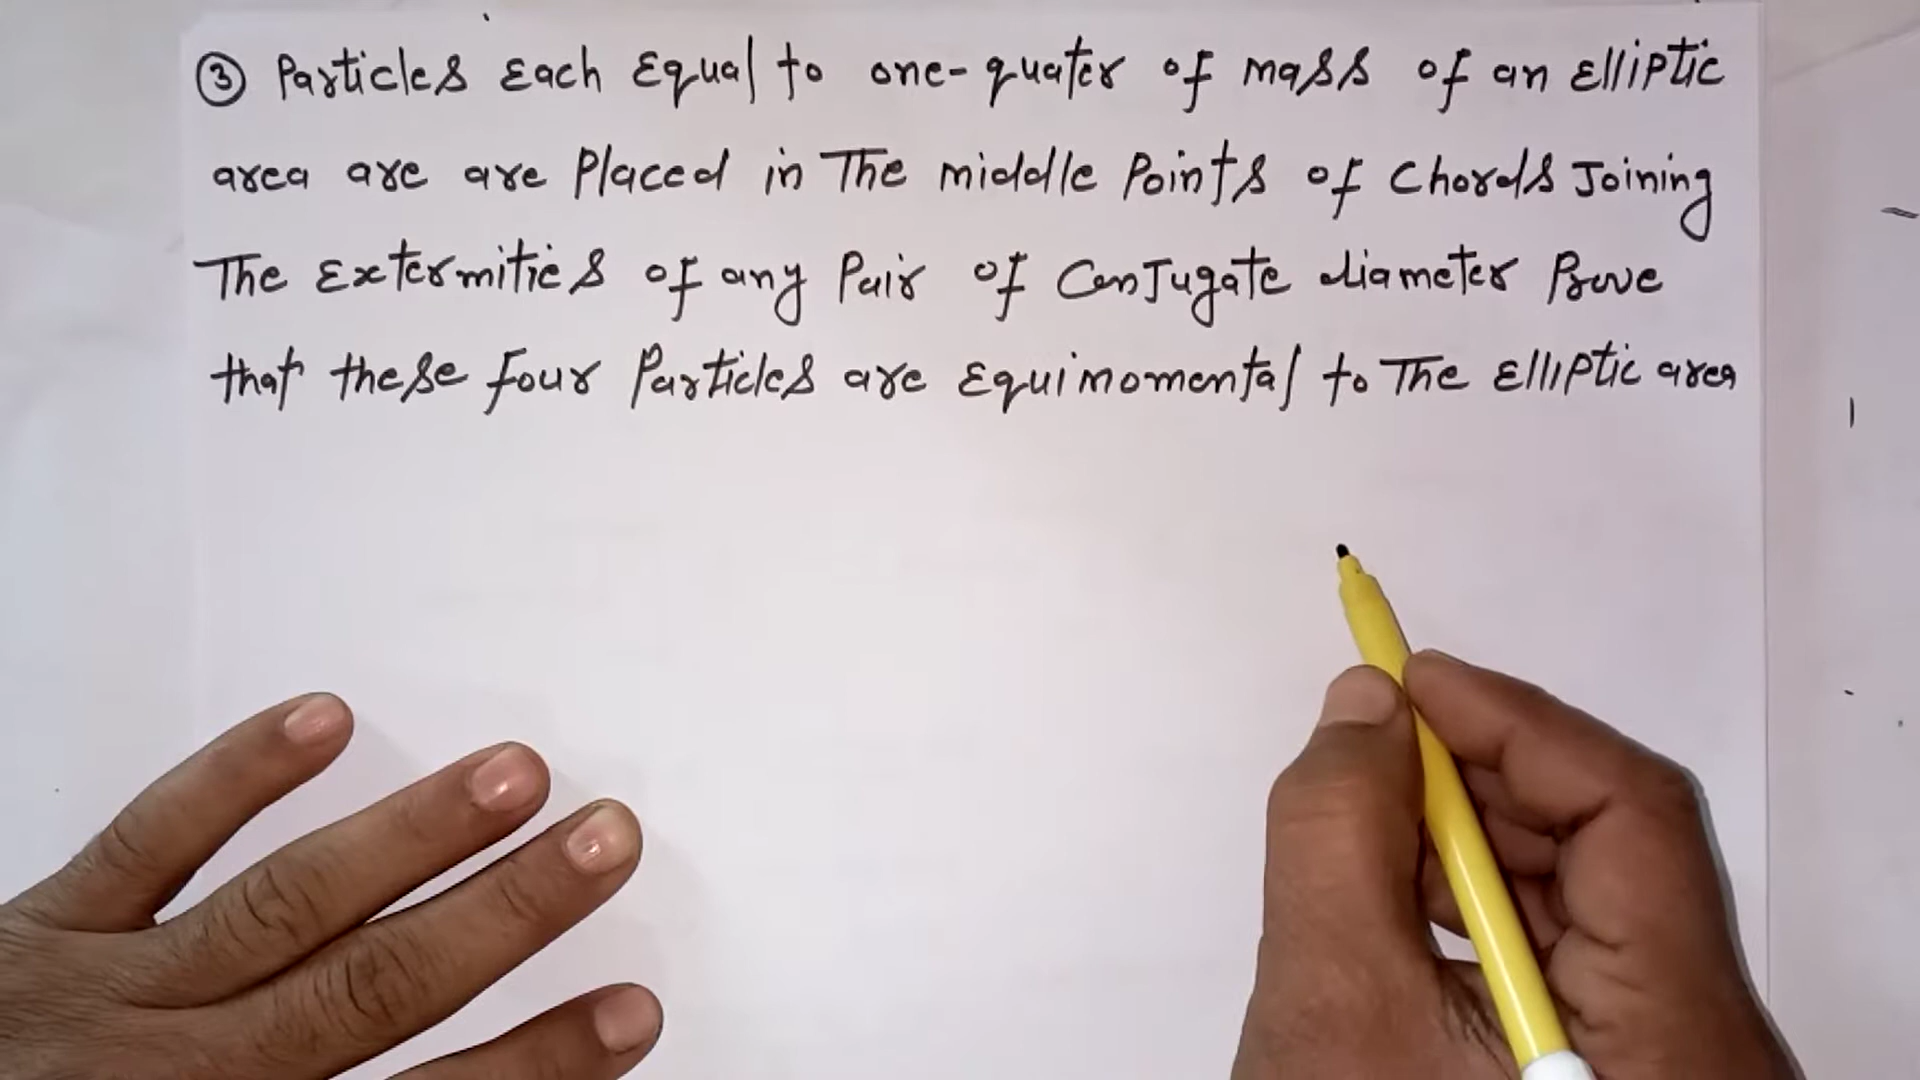 ③ Particles Each Equal to one-quater of mass of an Elliptic
area are are Placed in The middle Points of Chords Joining
The Extermities of any Pair of Conjugate diameter Prove
that these four Particles are Equimomental to The Elliptic area